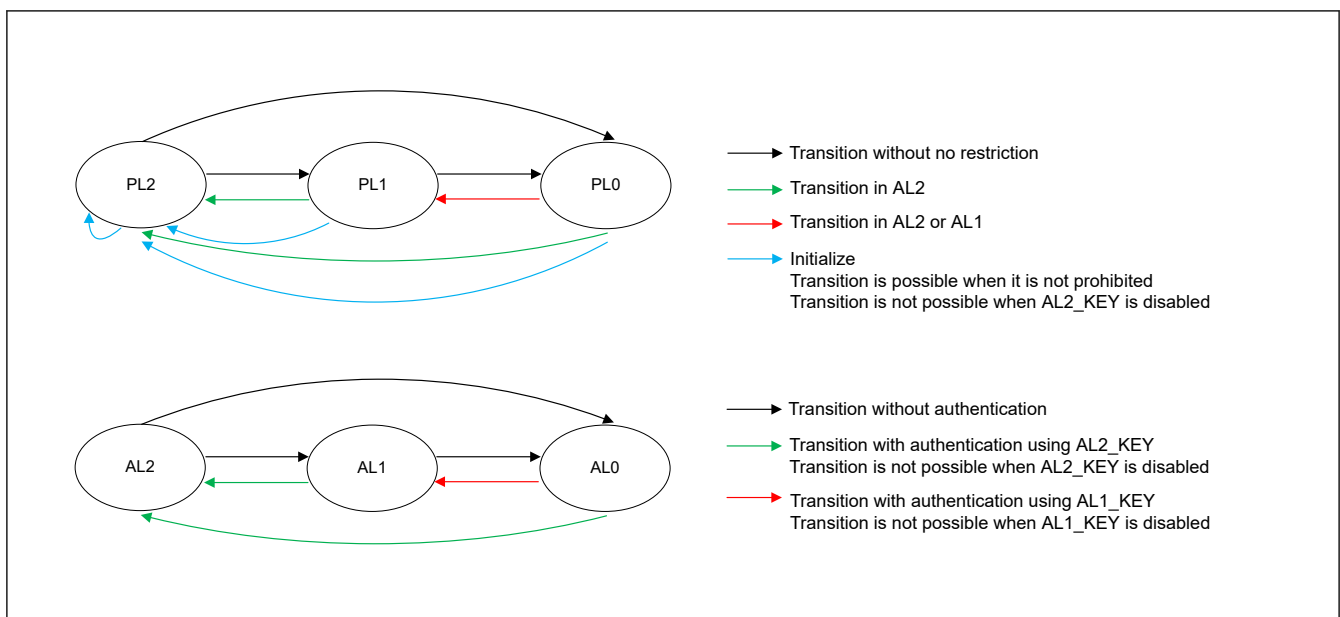 PL2
PL1
PL0
Transition without no restriction
Transition in AL2
Transition in AL2 or AL1
Initialize
Transition is possible when it is not prohibited
Transition is not possible when AL2_KEY is disabled
AL2
AL1
AL0
Transition without authentication
Transition with authentication using AL2_KEY
Transition is not possible when AL2_KEY is disabled
Transition with authentication using AL1_KEY
Transition is not possible when AL1_KEY is disabled